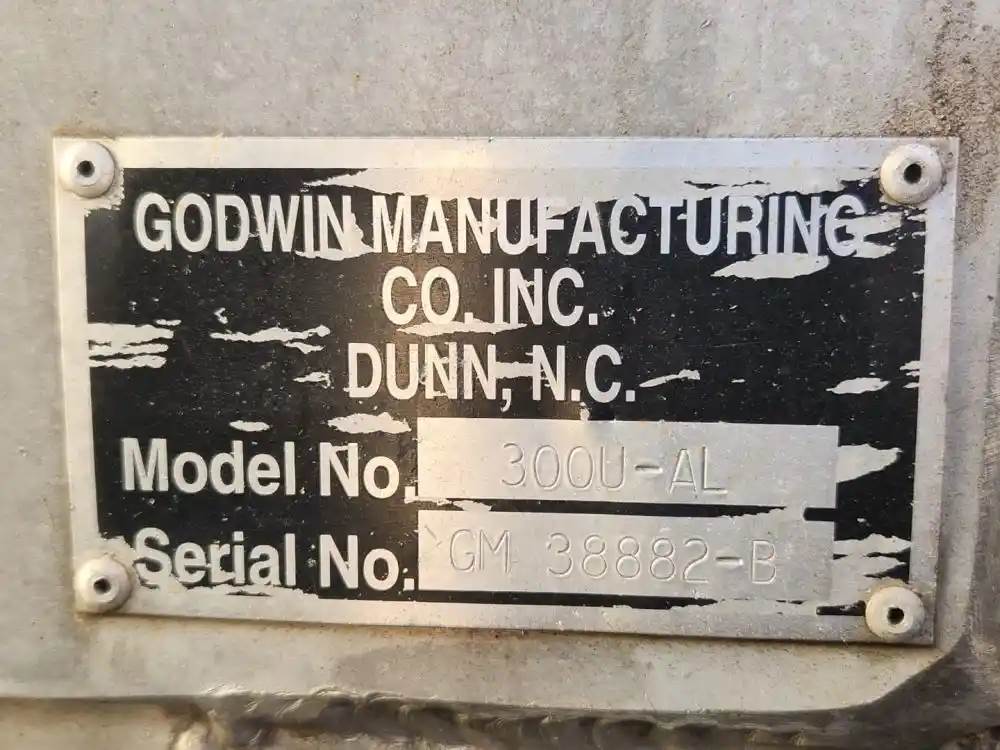 GODWIN MANUFACTURING
CO. INC.
DUNN, N.C.
Model No. 300U-AL
Serial No. GM 38882-B